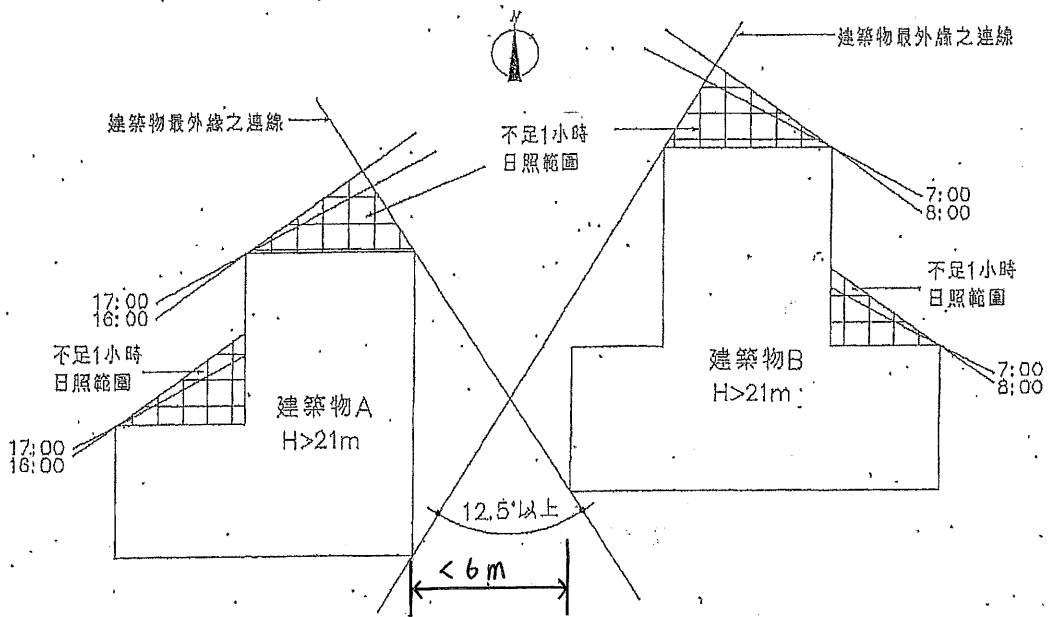 N
建築物最外緣之連線
建築物最外緣之連線
不足1小時
日照範圍
7:00
8:00
不足1小時
日照範圍
17:00
16:00
不足1小時
日照範圍
建築物B
H>21m
7:00
8:00
建築物A
H>21m
17:00
16:00
12.5°以上
<6m